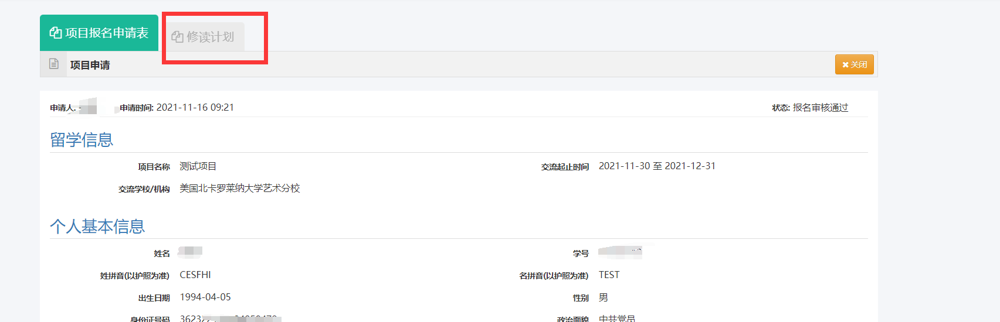 项目报名申请表 修读计划
项目申请 关闭
申请人: 申请时间: 2021-11-16 09:21 状态: 报名审核通过
留学信息
项目名称 测试项目 交流起止时间 2021-11-30 至 2021-12-31
交流学校/机构 美国北卡罗莱纳大学艺术分校
个人基本信息
姓名 学号
姓拼音(以护照为准) CESFHI 名拼音(以护照为准) TEST
出生日期 1994-04-05 性别 男
身份证号码 政治面貌 中共党员